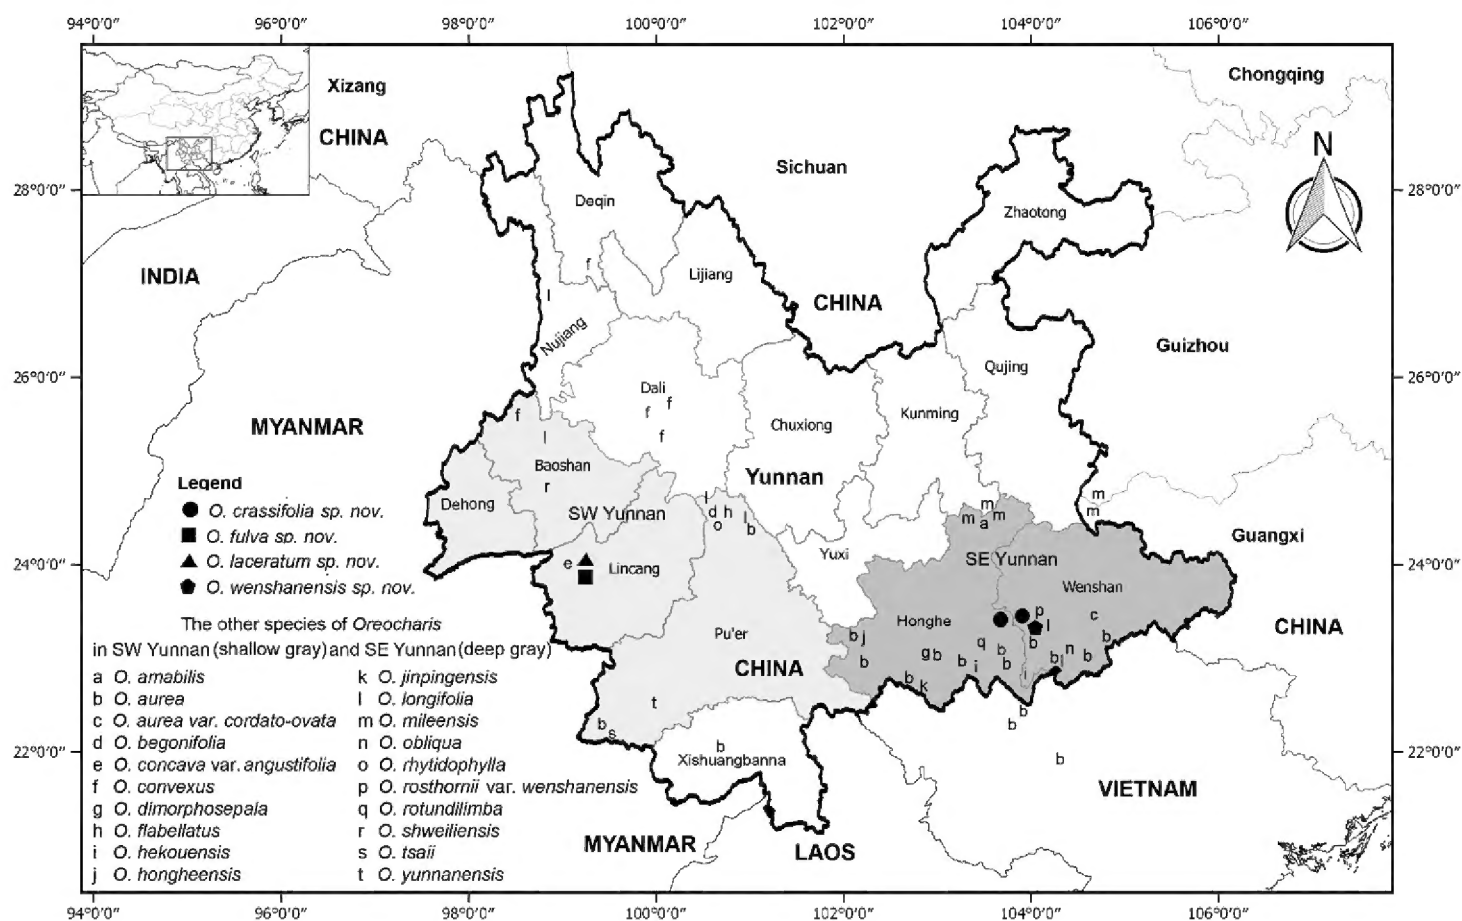 94°0′0″ 96°0′0″ 98°0′0″ 100°0′0″ 102°0′0″ 104°0′0″ 106°0′0″
Xizang
CHINA
Chongqing
N
Sichuan
28°0′0″ 28°0′0″
Deqin
Zhaotong
f
Lijiang
INDIA
l
CHINA
Nujiang
Guizhou
Qujing
26°0′0″ 26°0′0″
Dali
f f
f
f
l
Kunming
Chuxiong
MYANMAR
Baoshan
r
Yunnan
Dehong
SW Yunnan
l
d h
o
l
b
m
m m
a
m
m
Guangxi
Yuxi
SE Yunnan
24°0′0″ 24°0′0″
e
Lincang
Wenshan
p
c
l
Honghe
CHINA
Pu'er
b j
b
q
g b
b
b
i
b
b
b
b l
n
b
b
i
b
k
CHINA
t
b
s
b
b
b
b
22°0′0″ 22°0′0″
Xishuangbanna
VIETNAM
MYANMAR
LAOS
Legend
O. crassifolia sp. nov.
O. fulva sp. nov.
O. laceratum sp. nov.
O. wenshanensis sp. nov.
The other species of Oreocharis
in SW Yunnan (shallow gray) and SE Yunnan (deep gray)
a O. amabilis
b O. aurea
c O. aurea var. cordato-ovata
d O. begonifolia
e O. concava var. angustifolia
f O. convexus
g O. dimorphosepala
h O. flabellatus
i O. hekouensis
j O. hongheensis
k O. jinpingensis
l O. longifolia
m O. mileensis
n O. obliqua
o O. rhytidophylla
p O. rosthornii var. wenshanensis
q O. rotundilimba
r O. shweiliensis
s O. tsaii
t O. yunnanensis
94°0′0″ 96°0′0″ 98°0′0″ 100°0′0″ 102°0′0″ 104°0′0″ 106°0′0″